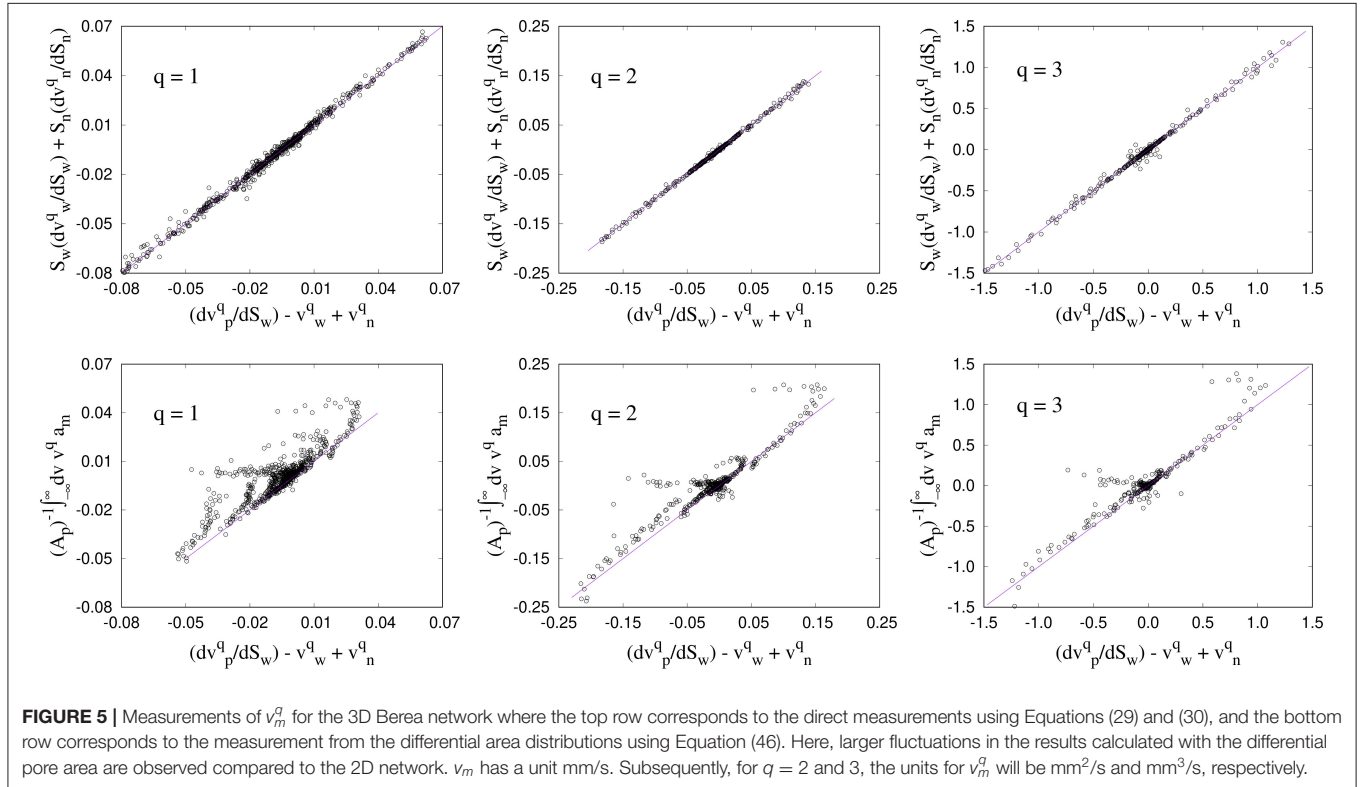 0.07
0.04
0.01
-0.02
-0.05
-0.08
-0.08 -0.05 -0.02 0.01 0.04 0.07
q = 1
S_w(dv^q_w/dS_w) + S_n(dv^q_n/dS_n)
(dv^q_p/dS_w) - v^q_w + v^q_n
0.25
0.15
0.05
-0.05
-0.15
-0.25
-0.25 -0.15 -0.05 0.05 0.15 0.25
q = 2
S_w(dv^q_w/dS_w) + S_n(dv^q_n/dS_n)
(dv^q_p/dS_w) - v^q_w + v^q_n
1.5
1.0
0.5
0.0
-0.5
-1.0
-1.5
-1.5 -1.0 -0.5 0.0 0.5 1.0 1.5
q = 3
S_w(dv^q_w/dS_w) + S_n(dv^q_n/dS_n)
(dv^q_p/dS_w) - v^q_w + v^q_n
0.07
0.04
0.01
-0.02
-0.05
-0.08
-0.08 -0.05 -0.02 0.01 0.04 0.07
q = 1
(A_p)^-1∫^∞_-∞dv v^q a_m
(dv^q_p/dS_w) - v^q_w + v^q_n
0.25
0.15
0.05
-0.05
-0.15
-0.25
-0.25 -0.15 -0.05 0.05 0.15 0.25
q = 2
(A_p)^-1∫^∞_-∞dv v^q a_m
(dv^q_p/dS_w) - v^q_w + v^q_n
1.5
1.0
0.5
0.0
-0.5
-1.0
-1.5
-1.5 -1.0 -0.5 0.0 0.5 1.0 1.5
q = 3
(A_p)^-1∫^∞_-∞dv v^q a_m
(dv^q_p/dS_w) - v^q_w + v^q_n
FIGURE 5 | Measurements of v^q_m for the 3D Berea network where the top row corresponds to the direct measurements using Equations (29) and (30), and the bottom
row corresponds to the measurement from the differential area distributions using Equation (46). Here, larger fluctuations in the results calculated with the differential
pore area are observed compared to the 2D network. v_m has a unit mm/s. Subsequently, for q = 2 and 3, the units for v^q_m will be mm²/s and mm³/s, respectively.